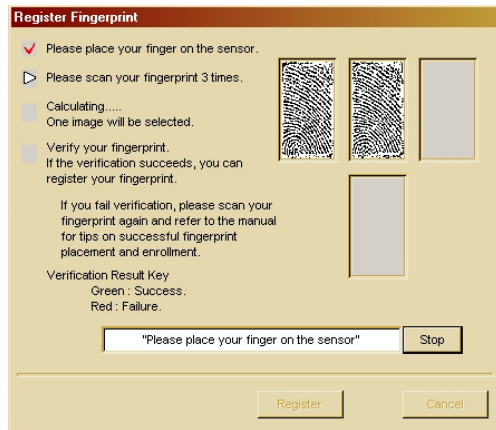 Register Fingerprint
Please place your finger on the sensor.
Please scan your fingerprint 3 times.
Calculating.....
One image will be selected.
Verify your fingerprint.
If the verification succeeds, you can
register your fingerprint.
If you fail verification, please scan your
fingerprint again and refer to the manual
for tips on successful fingerprint
placement and enrollment.
Verification Result Key
Green : Success.
Red : Failure.
"Please place your finger on the sensor"
Stop
Register
Cancel